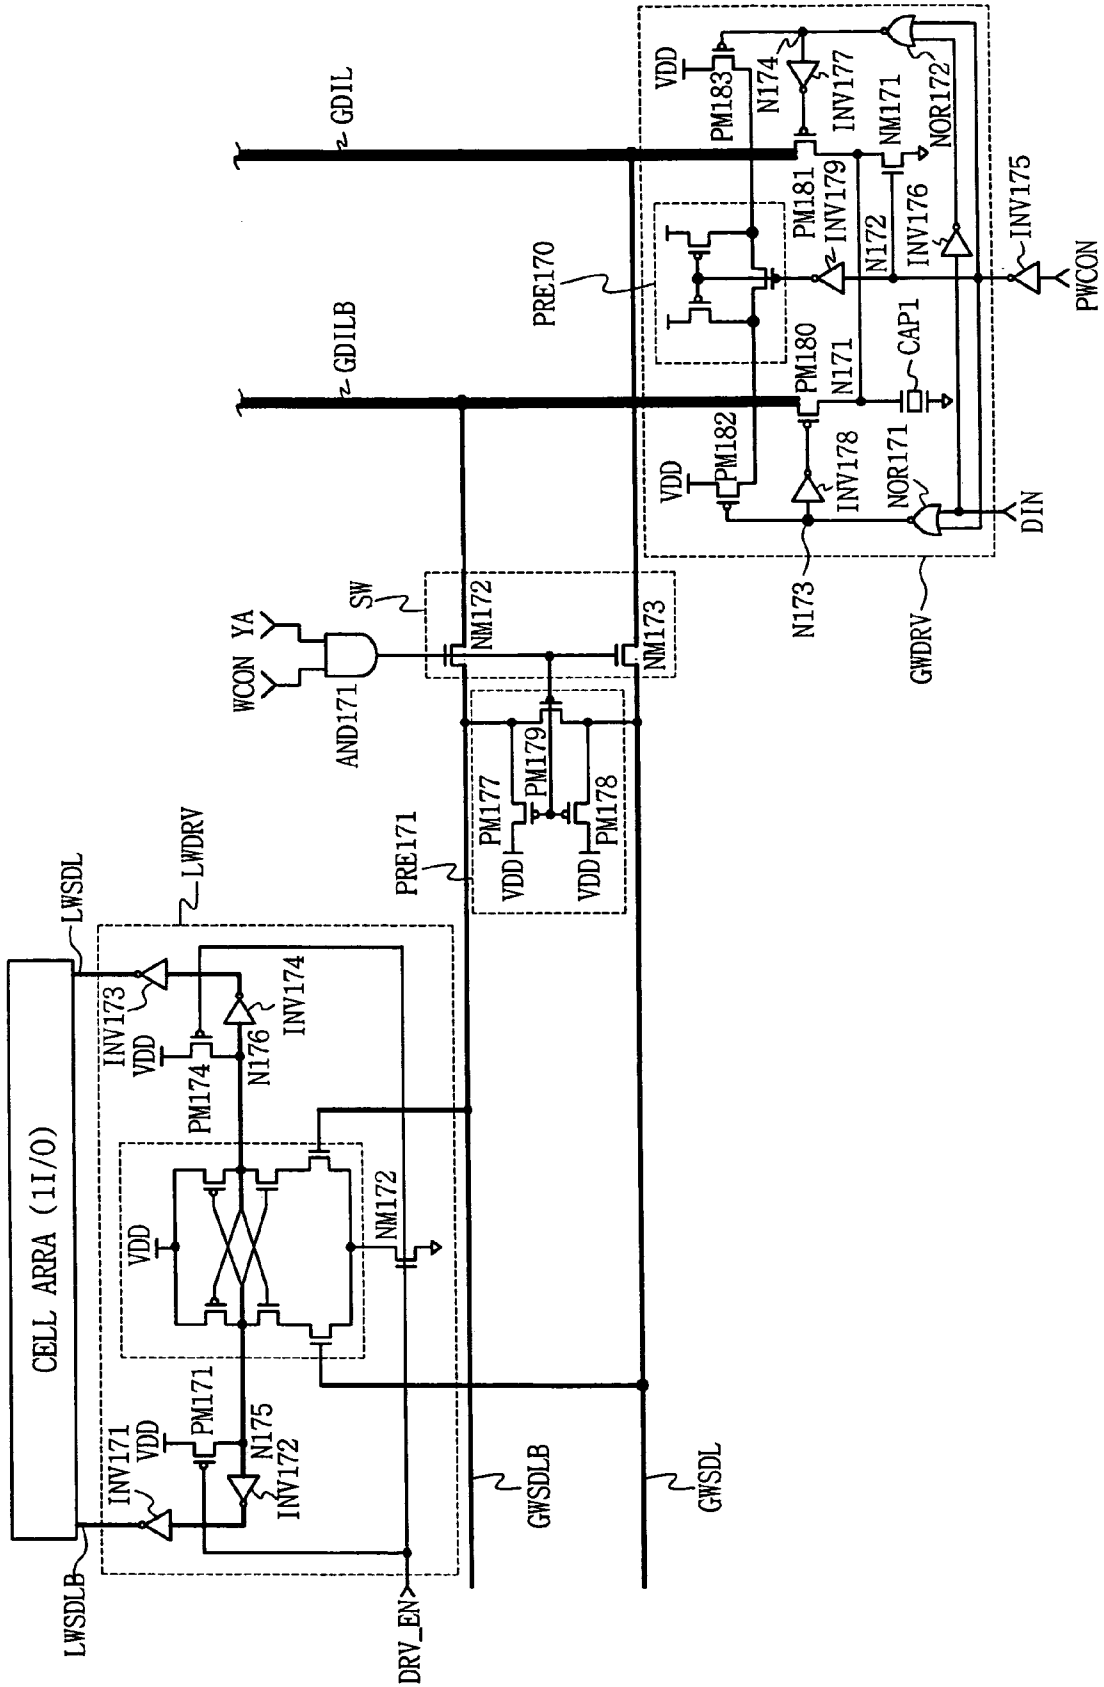 CELL ARRA (1I/O)
LWSDLB
LWSDL
LWDRV
INV171
VDD
PM171
N175
INV172
VDD
INV173
VDD
PM174
N176
INV174
NM172
DRV_EN
GWSDLB
GWSDL
PRE171
PM177
VDD
PM179
PM178
VDD
WCON
YA
AND171
SW
NM172
NM173
GDILB
GDIL
PRE170
GWDRV
VDD
PM182
VDD
PM183
N174
INV177
PM180
N171
CAP1
PM181
INV179
N172
INV176
NM171
NOR172
INV178
NOR171
N173
DIN
INV175
PWCON